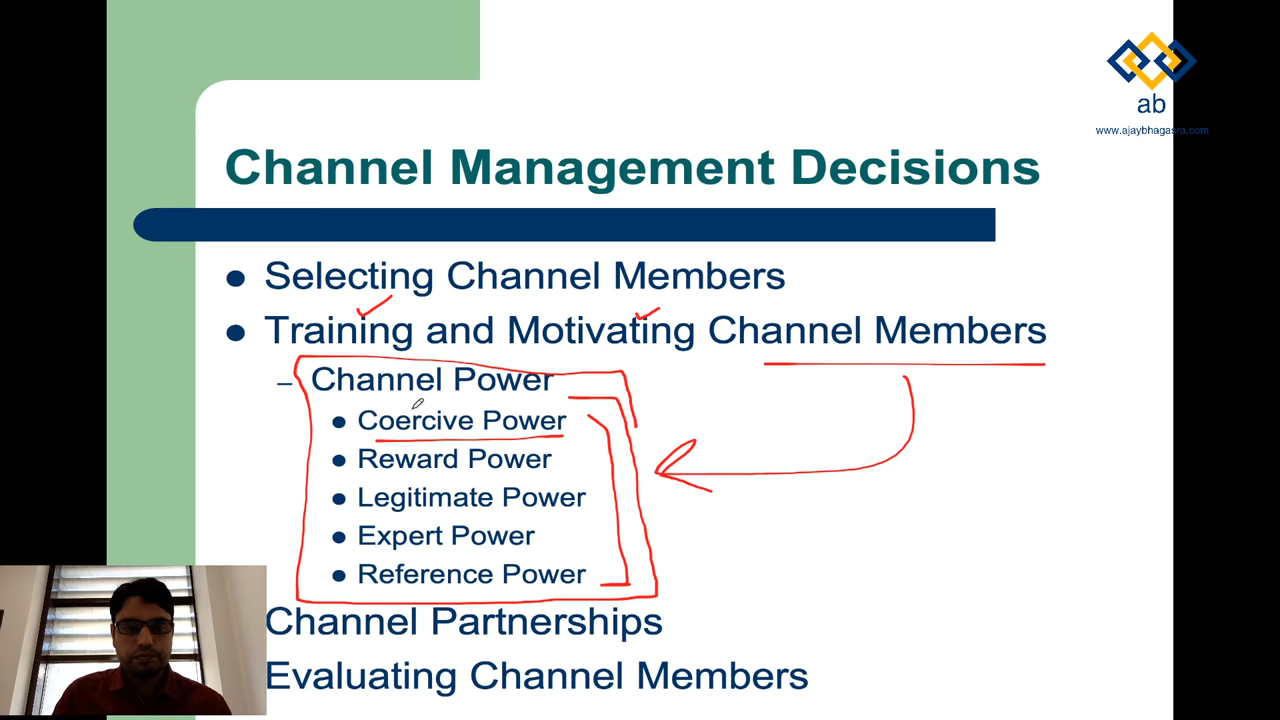 ab
www.ajaybhagasra.com
Channel Management Decisions
Selecting Channel Members
Training and Motivating Channel Members
– Channel Power
Coercive Power
Reward Power
Legitimate Power
Expert Power
Reference Power
Channel Partnerships
Evaluating Channel Members